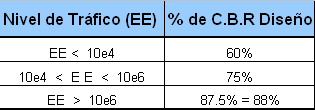 Nivel de Tráfico (EE) % de C.B.R Diseño
EE < 10e4 60%
10e4 < E E < 10e6 75%
EE > 10e6 87.5% = 88%